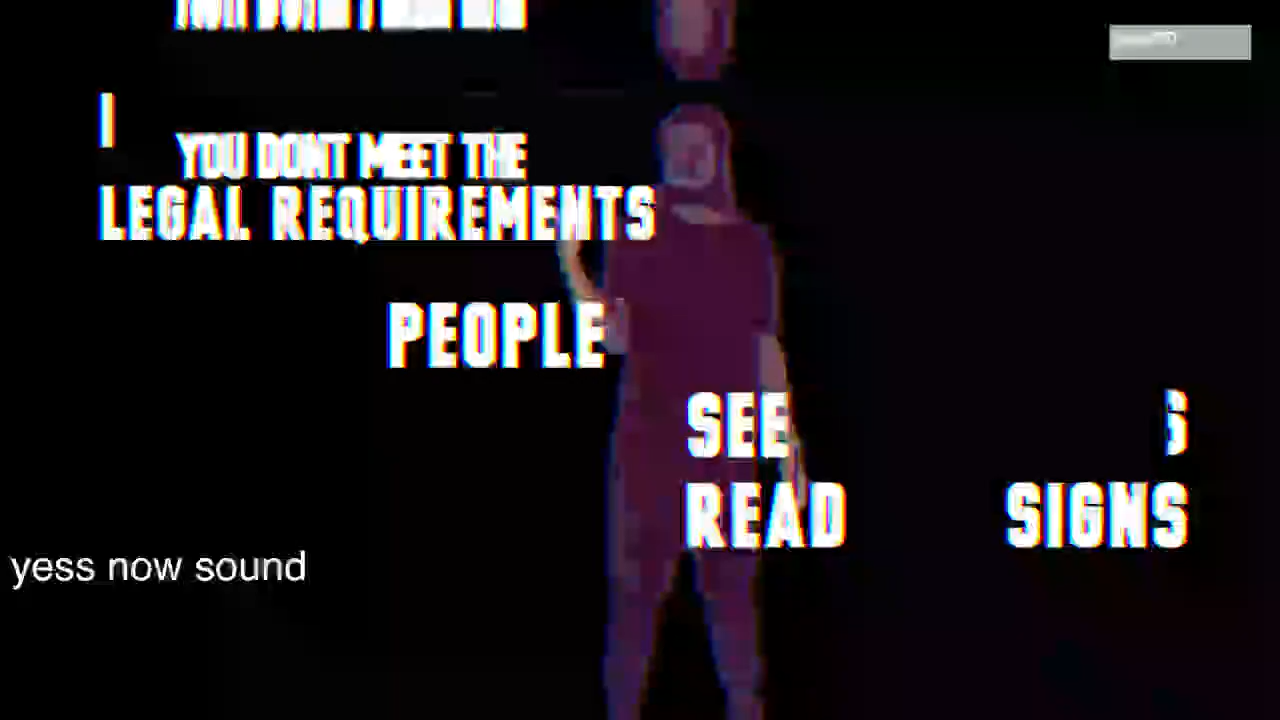 I
YOU DONT MEET THE
LEGAL REQUIREMENTS
PEOPLE
SEE S
READ SIGNS
yess now sound